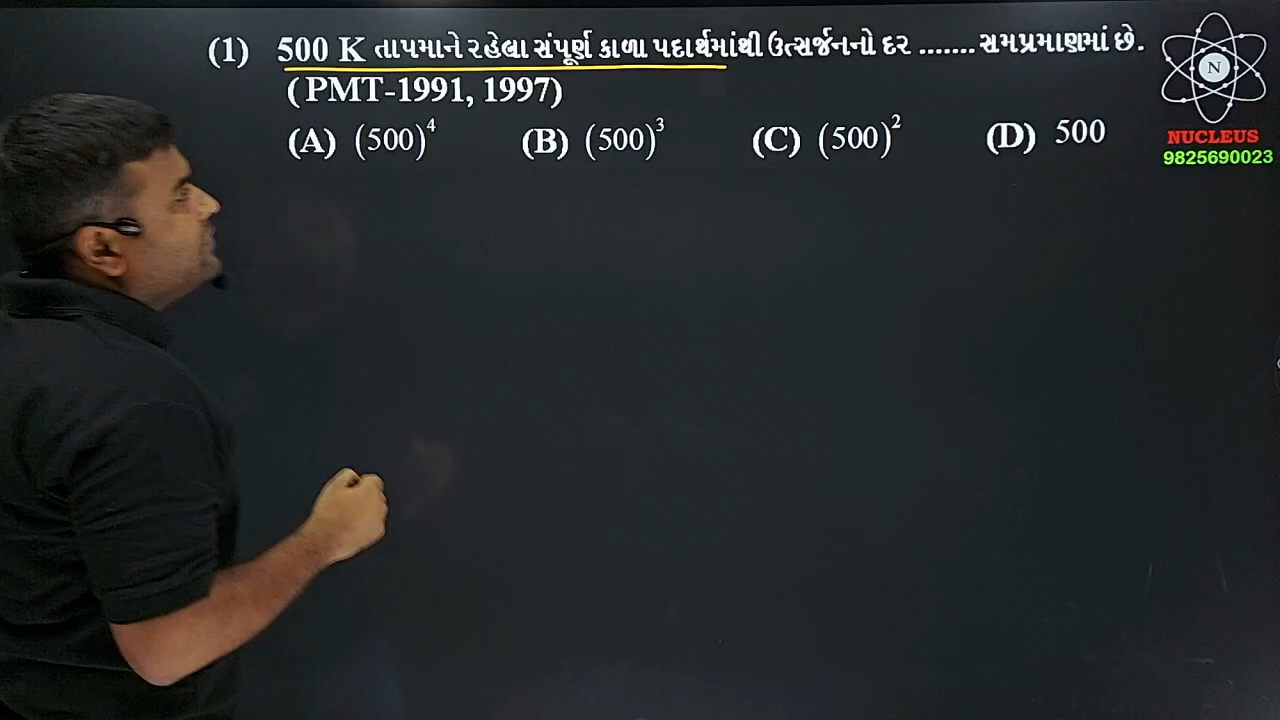 (1) 500 K તાપમાને રહેલા સંપૂર્ણ કાળા પદાર્થમાંથી ઉત્સર્જનનો દર ....... સમપ્રમાણમાં છે.
( PMT-1991, 1997)
(A) (500)⁴ (B) (500)³ (C) (500)² (D) 500
N
NUCLEUS
9825690023